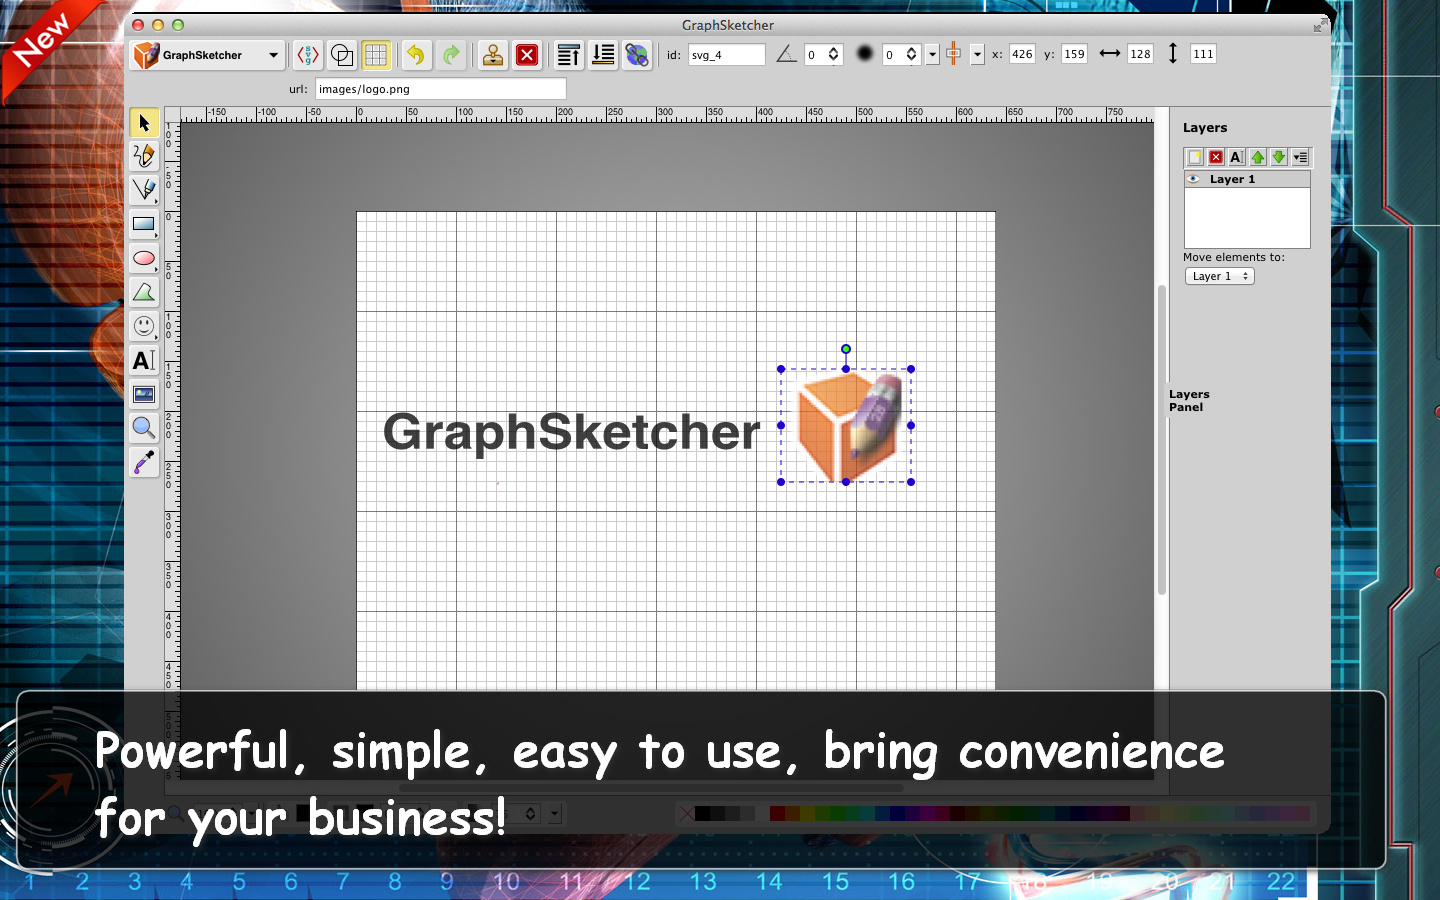 New
GraphSketcher
GraphSketcher
id: svg_4 0 0 x: 426 y: 159 128 111
url: images/logo.png
-150 -100 -50 0 50 100 150 200 250 300 350 400 450 500 550 600 650 700 750
Layers
Layer 1
Move elements to:
Layer 1
Layers
Panel
GraphSketcher
Powerful, simple, easy to use, bring convenience
for your business!
1 2 3 4 5 6 7 8 9 10 11 12 13 14 15 16 17 18 19 20 21 22